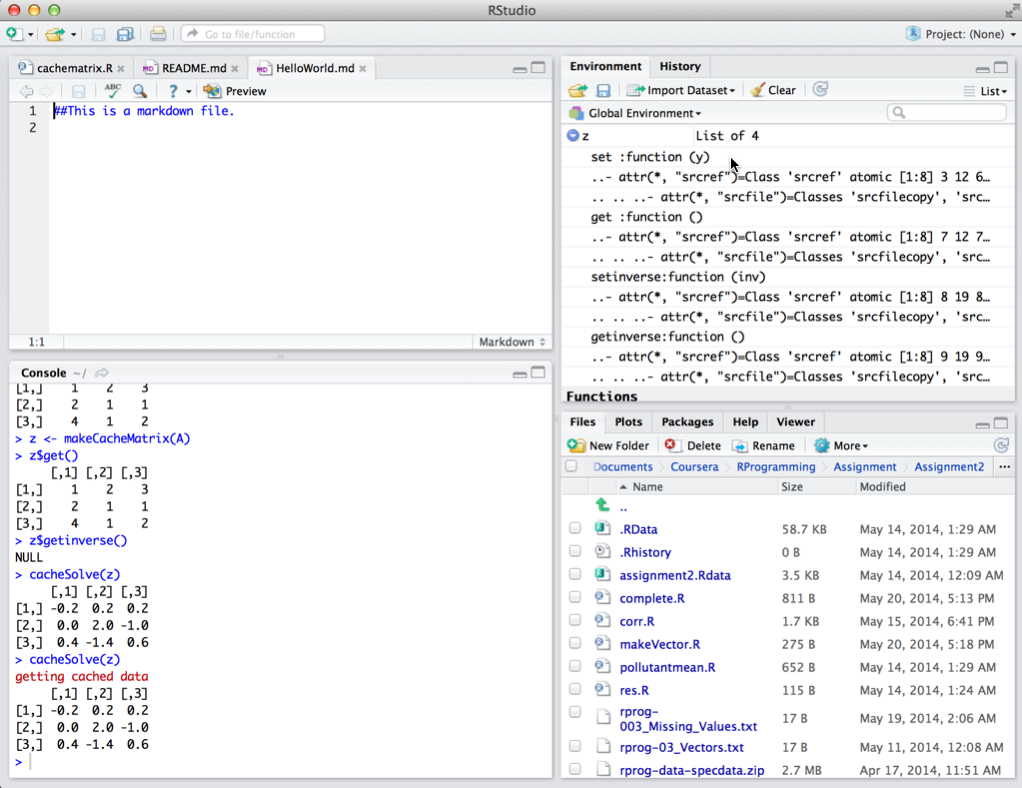 RStudio
Go to file/function
Project: (None)
cachematrix.R
README.md
HelloWorld.md
ABC
?
Preview
1 ##This is a markdown file.
2
1:1
Markdown
Console ~/
[1,] 1 2 3
[2,] 2 1 1
[3,] 4 1 2
> z <- makeCacheMatrix(A)
> z$get()
[,1] [,2] [,3]
[1,] 1 2 3
[2,] 2 1 1
[3,] 4 1 2
> z$getinverse()
NULL
> cacheSolve(z)
[,1] [,2] [,3]
[1,] -0.2 0.2 0.2
[2,] 0.0 2.0 -1.0
[3,] 0.4 -1.4 0.6
> cacheSolve(z)
getting cached data
[,1] [,2] [,3]
[1,] -0.2 0.2 0.2
[2,] 0.0 2.0 -1.0
[3,] 0.4 -1.4 0.6
>
Environment History
Import Dataset Clear List
Global Environment
z List of 4
set :function (y)
..- attr(*, "srcref")=Class 'srcref' atomic [1:8] 3 12 6…
.. .. ..- attr(*, "srcfile")=Classes 'srcfilecopy', 'src…
get :function ()
..- attr(*, "srcref")=Class 'srcref' atomic [1:8] 7 12 7…
.. .. ..- attr(*, "srcfile")=Classes 'srcfilecopy', 'src…
setinverse:function (inv)
..- attr(*, "srcref")=Class 'srcref' atomic [1:8] 8 19 8…
.. .. ..- attr(*, "srcfile")=Classes 'srcfilecopy', 'src…
getinverse:function ()
..- attr(*, "srcref")=Class 'srcref' atomic [1:8] 9 19 9…
.. .. ..- attr(*, "srcfile")=Classes 'srcfilecopy', 'src…
Functions
Files Plots Packages Help Viewer
New Folder Delete Rename More
Documents Coursera RProgramming Assignment Assignment2 ...
Name Size Modified
..
.RData 58.7 KB May 14, 2014, 1:29 AM
.Rhistory 0 B May 14, 2014, 1:29 AM
assignment2.Rdata 3.5 KB May 14, 2014, 12:09 AM
complete.R 811 B May 20, 2014, 5:13 PM
corr.R 1.7 KB May 15, 2014, 6:41 PM
makeVector.R 275 B May 20, 2014, 5:18 PM
pollutantmean.R 652 B May 14, 2014, 1:29 AM
res.R 115 B May 14, 2014, 1:24 AM
rprog-
003_Missing_Values.txt 17 B May 19, 2014, 2:06 AM
rprog-03_Vectors.txt 17 B May 11, 2014, 12:08 AM
rprog-data-specdata.zip 2.7 MB Apr 17, 2014, 11:51 AM